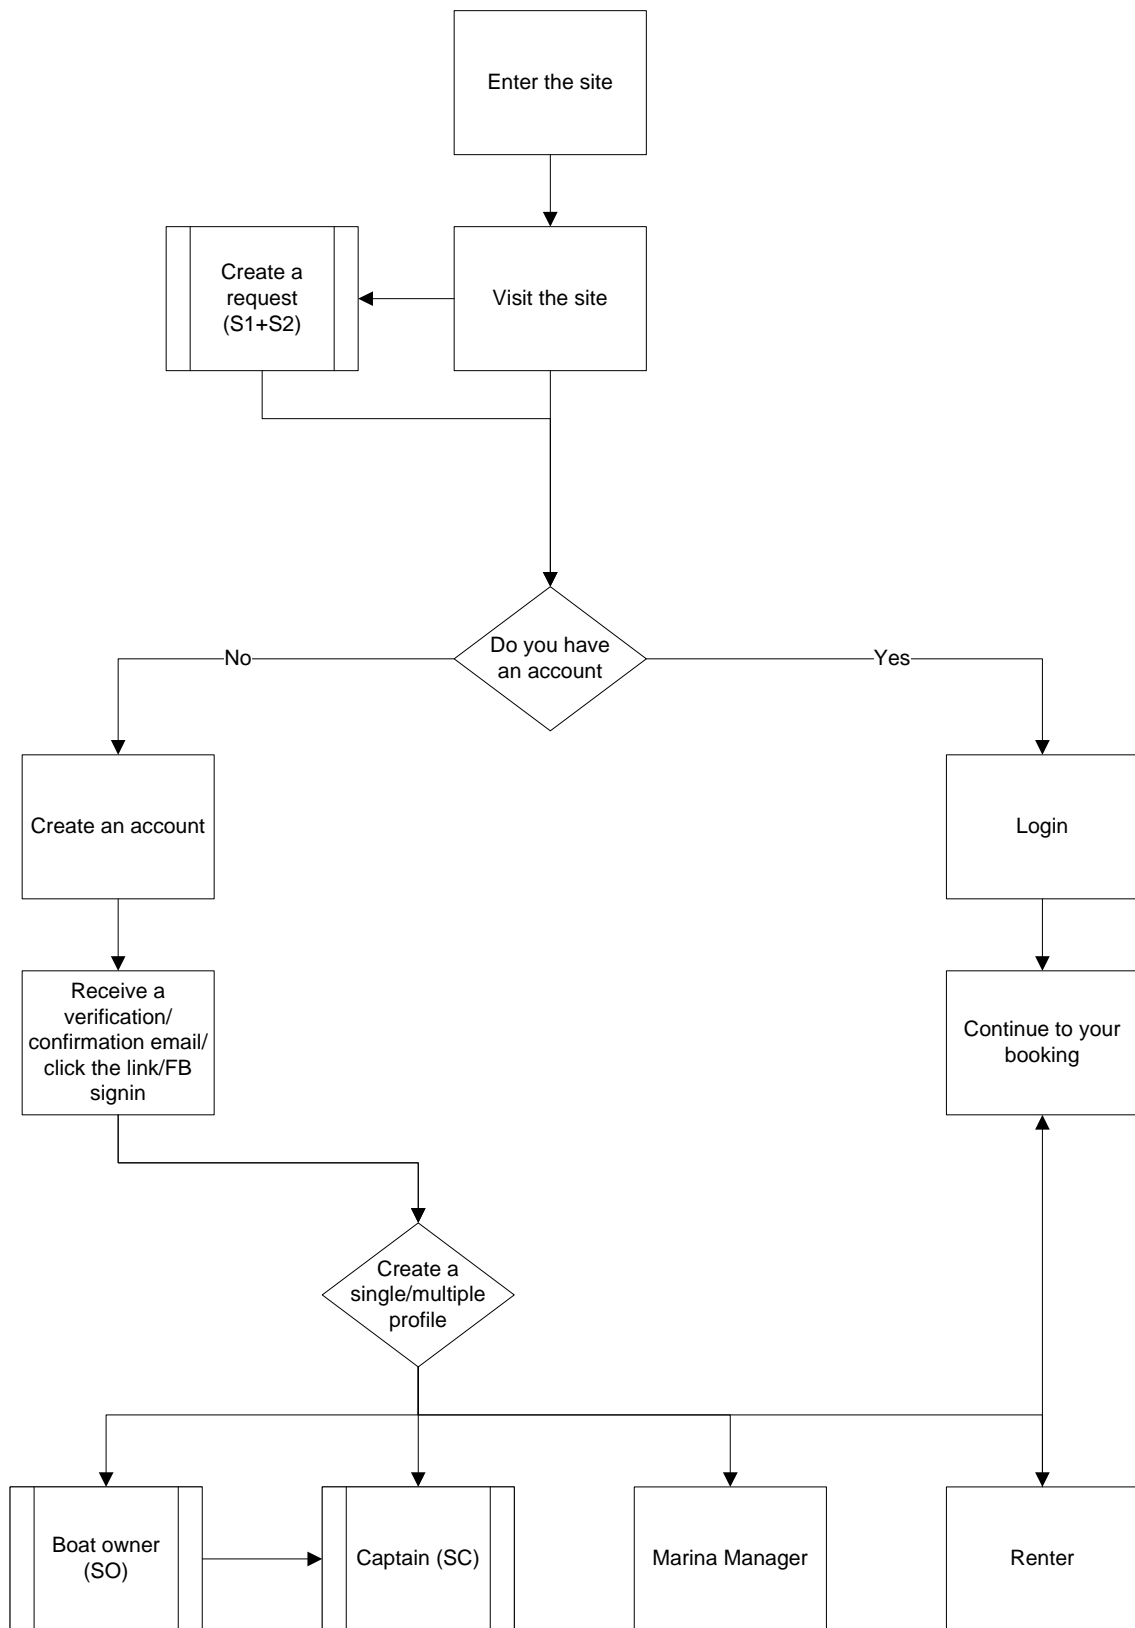 Enter the site
Create a
request
(S1+S2)
Visit the site
Do you have
an account
No
Yes
Create an account
Login
Receive a
verification/
confirmation email/
click the link/FB
signin
Continue to your
booking
Create a
single/multiple
profile
Boat owner
(SO)
Captain (SC)
Marina Manager
Renter